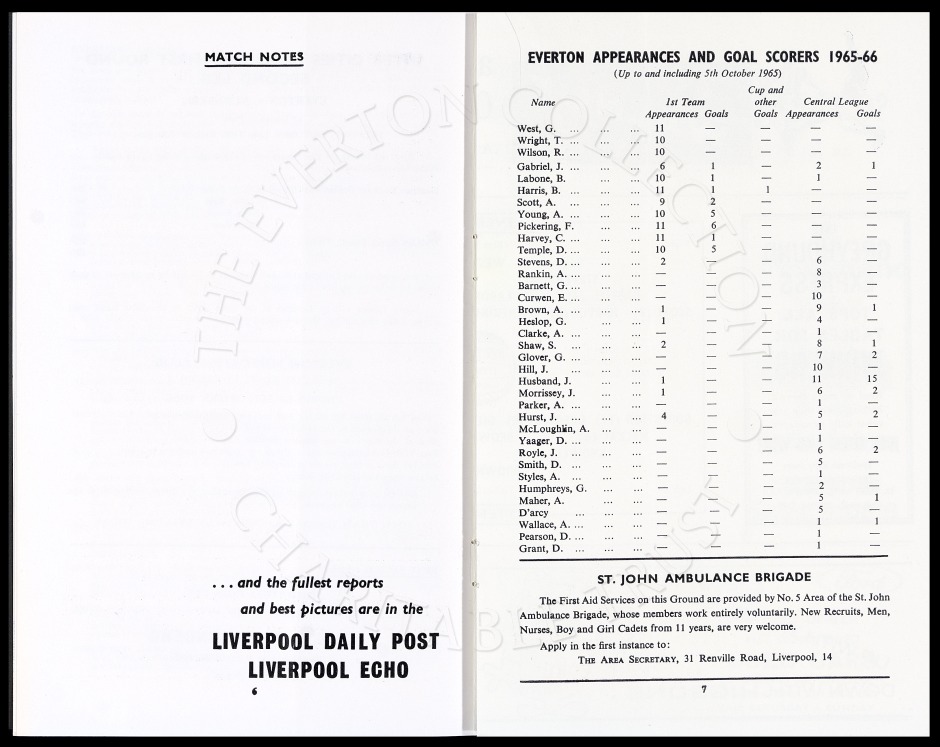 MATCH NOTES
... and the fullest reports
and best pictures are in the
LIVERPOOL DAILY POST
LIVERPOOL ECHO
6
EVERTON APPEARANCES AND GOAL SCORERS 1965-66
(Up to and including 5th October 1965)
Cup and
Name 1st Team other Central League
Appearances Goals Goals Appearances Goals
West, G. ... ... ... 11 — — — —
Wright, T. ... ... ... 10 — — — —
Wilson, R. ... ... ... 10 — — — —
Gabriel, J. ... ... ... 6 1 — 2 1
Labone, B. ... ... 10 1 — 1 —
Harris, B. ... ... ... 11 1 1 — —
Scott, A. ... ... ... 9 2 — — —
Young, A. ... ... ... 10 5 — — —
Pickering, F. ... ... 11 6 — — —
Harvey, C. ... ... ... 11 1 — — —
Temple, D. ... ... ... 10 5 — — —
Stevens, D. ... ... ... 2 — — 6 —
Rankin, A. ... ... ... — — — 8 —
Barnett, G. ... ... ... — — — 3 —
Curwen, E. ... ... ... — — — 10 —
Brown, A. ... ... ... 1 — — 9 1
Heslop, G. ... ... 1 — — 4 —
Clarke, A. ... ... ... — — — 1 —
Shaw, S. ... ... ... 2 — — 8 1
Glover, G. ... ... ... — — — 7 2
Hill, J. ... ... ... — — — 10 —
Husband, J. ... ... 1 — — 11 15
Morrissey, J. ... ... 1 — — 6 2
Parker, A. ... ... ... — — — 1 —
Hurst, J. ... ... ... 4 — — 5 2
McLoughlin, A. ... ... — — — 1 —
Yaager, D. ... ... ... — — — 1 —
Royle, J. ... ... ... — — — 6 2
Smith, D. ... ... ... — — — 5 —
Styles, A. ... ... ... — — — 1 —
Humphreys, G. ... ... — — — 2 —
Maher, A. ... ... — — — 5 1
D'arcy ... ... ... — — — 5 —
Wallace, A. ... ... ... — — — 1 1
Pearson, D. ... ... ... — — — 1 —
Grant, D. ... ... ... — — — 1 —
ST. JOHN AMBULANCE BRIGADE
The First Aid Services on this Ground are provided by No. 5 Area of the St. John
Ambulance Brigade, whose members work entirely voluntarily. New Recruits, Men,
Nurses, Boy and Girl Cadets from 11 years, are very welcome.
Apply in the first instance to:
THE AREA SECRETARY, 31 Renville Road, Liverpool, 14
7
THE EVERTON COLLECTION
CHARITABLE TRUST